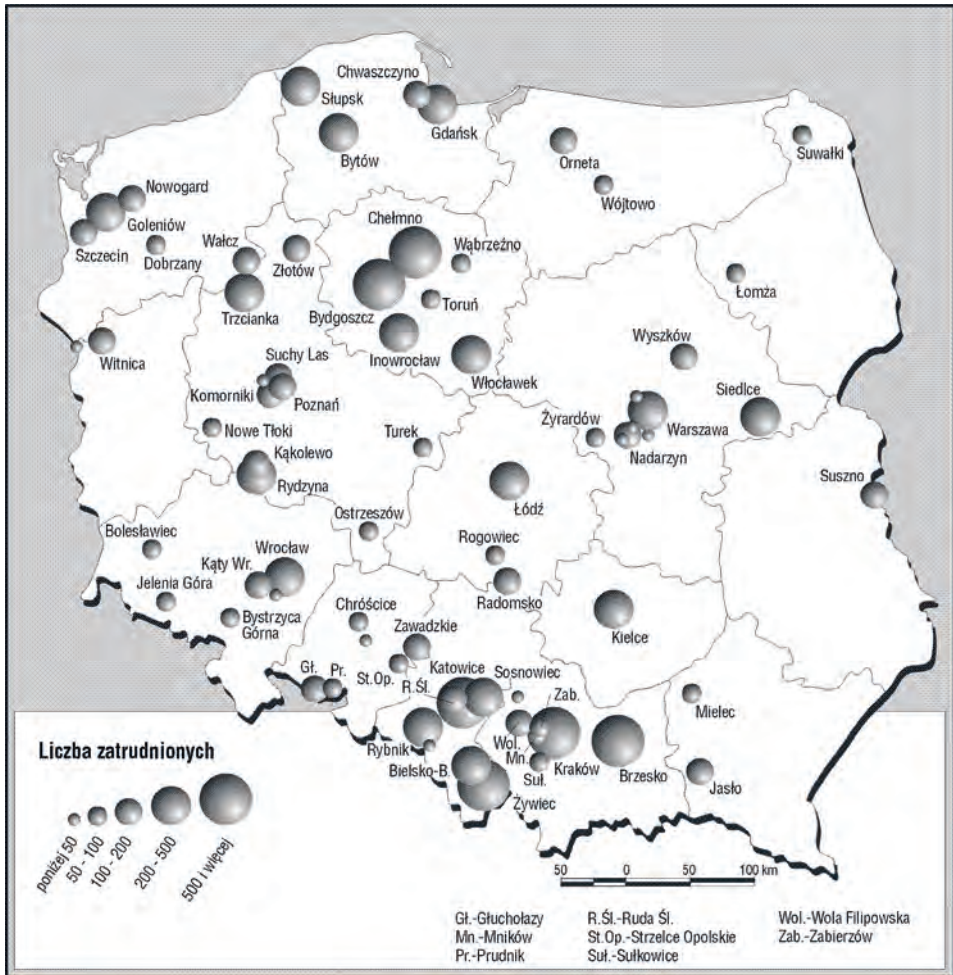 Chwaszczyno
Słupsk
Gdańsk
Bytów
Orneta
Suwałki
Wójtowo
Nowogard
Goleniów
Szczecin
Dobrzany
Wałcz
Złotów
Chełmno
Wąbrzeźno
Łomża
Trzcianka
Bydgoszcz
Toruń
Inowrocław
Witnica
Włocławek
Wyszków
Suchy Las
Komorniki
Poznań
Siedlce
Warszawa
Żyrardów
Nadarzyn
Nowe Tłoki
Turek
Kąkolewo
Rydzyna
Łódź
Suszno
Ostrzeszów
Bolesławiec
Rogowiec
Wrocław
Kąty Wr.
Jelenia Góra
Radomsko
Bystrzyca
Górna
Chróścice
Kielce
Zawadzkie
St.Op.
Gł.
Pr.
R.Śl.
Katowice
Sosnowiec
Zab.
Mielec
Rybnik
Wol.
Mn.
Suł.
Kraków
Brzesko
Jasło
Bielsko-B.
Żywiec
Liczba zatrudnionych
poniżej 50
50 - 100
100 - 200
200 - 500
500 i więcej
50 0 50 100 km
Gł.-Głuchołazy R.Śl.-Ruda Śl. Wol.-Wola Filipowska
Mn.-Mników St.Op.-Strzelce Opolskie Zab.-Zabierzów
Pr.-Prudnik Suł.-Sułkowice